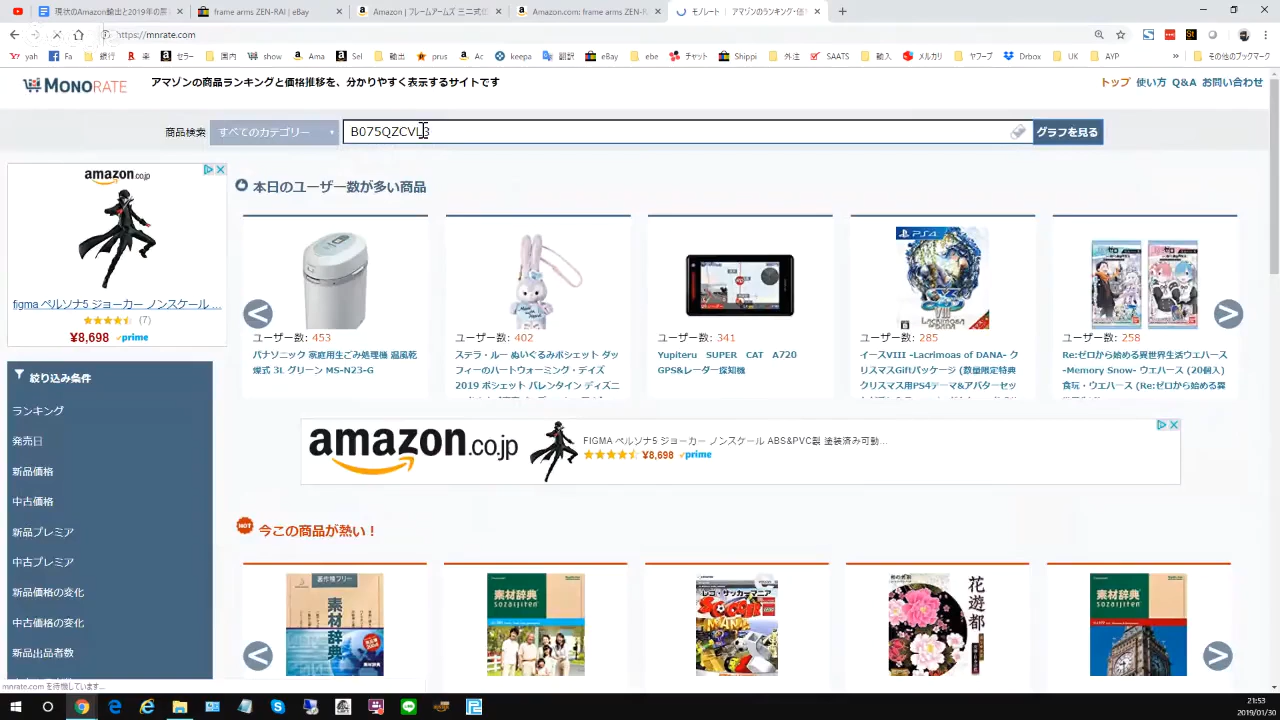 現状のAmazon輸出と2019年の展
frame arms ZEN-RAI | eBay
Amazon | フレームアームズ 三二式伍
Amazon.com: frame arms ZEN-R
モノレート | アマゾンのランキング・価
https://mnrate.com
yah
Fa
銀行
楽
セラー
国内
show
Ama
Sel
輸出
prus
Ac
keepa
翻訳
eBay
ebe
チャット
Shippi
外注
SAATS
輸入
メルカリ
ヤフーブ
Drbox
UK
AYP
»
その他のブックマーク
MONORATE
アマゾンの商品ランキングと価格推移を、分かりやすく表示するサイトです
トップ 使い方 Q&A お問い合わせ
商品検索
すべてのカテゴリー
B075QZCVL3
グラフを見る
amazon.co.jp
figma ペルソナ5 ジョーカー ノンスケール ...
(7)
¥8,698 prime
本日のユーザー数が多い商品
ユーザー数: 453
パナソニック 家庭用生ごみ処理機 温風乾
燥式 3L グリーン MS-N23-G
ユーザー数: 402
ステラ・ルー ぬいぐるみポシェット ダッ
フィーのハートウォーミング・デイズ
2019 ポシェット バレンタイン ディズニ
ユーザー数: 341
Yupiteru SUPER CAT A720
GPS&レーダー探知機
PS4
ユーザー数: 285
イースVIII -Lacrimoas of DANA- ク
リスマスGiftパッケージ (数量限定特典
クリスマス用PS4テーマ&アバターセッ
ユーザー数: 258
Re:ゼロから始める異世界生活ウエハース
-Memory Snow- ウエハース (20個入)
食玩・ウエハース (Re:ゼロから始める異
絞り込み条件
ランキング
発売日
新品価格
中古価格
新品プレミア
中古プレミア
新品価格の変化
中古価格の変化
新品出品者数
amazon.co.jp
FIGMA ペルソナ5 ジョーカー ノンスケール ABS&PVC製 塗装済み可動...
¥8,698 prime
HOT
今この商品が熱い！
著作権フリー
素材辞典
素材辞典
sozaijiten
SOCCER
MANIA
花遊都
素材辞典
sozaijiten
mnrate.com を待機しています...
21:53
2019/01/30